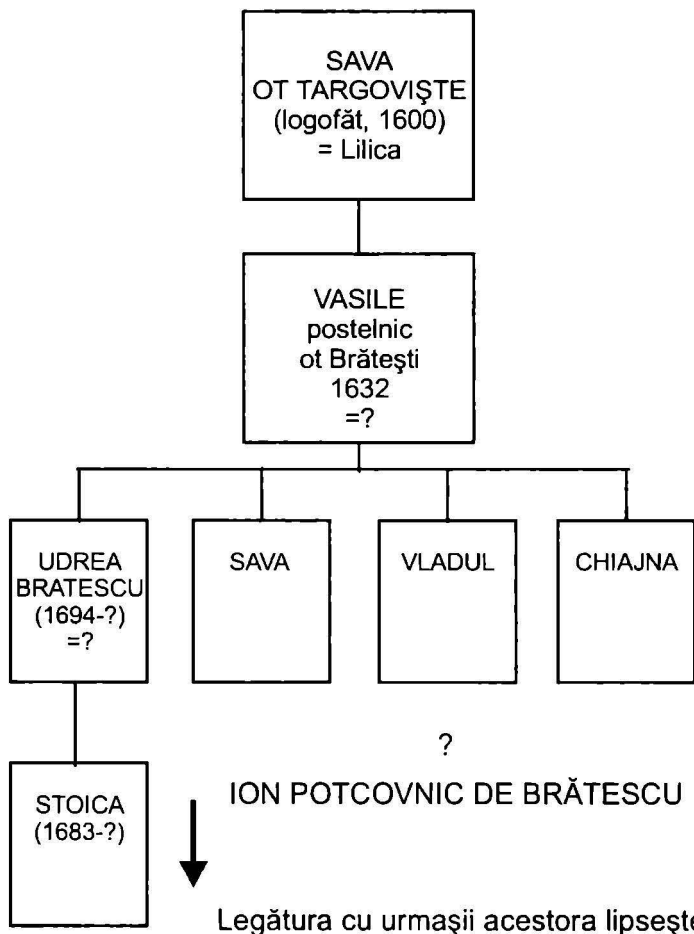 SAVA
OT TARGOVIŞTE
(logofăt, 1600)
= Lilica
VASILE
postelnic
ot Brăteşti
1632
=?
UDREA
BRATESCU
(1694-?)
=?
SAVA
VLADUL
CHIAJNA
STOICA
(1683-?)
?
ION POTCOVNIC DE BRĂTESCU
Legătura cu urmaşii acestora lipseşte